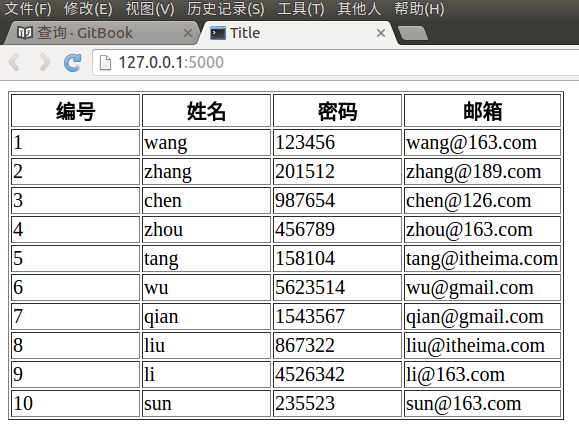 文件(F) 修改(E) 视图(V) 历史记录(S) 工具(T) 其他人 帮助(H)
查询 · GitBook Title
127.0.0.1:5000
编号 姓名 密码 邮箱
1 wang 123456 wang@163.com
2 zhang 201512 zhang@189.com
3 chen 987654 chen@126.com
4 zhou 456789 zhou@163.com
5 tang 158104 tang@itheima.com
6 wu 5623514 wu@gmail.com
7 qian 1543567 qian@gmail.com
8 liu 867322 liu@itheima.com
9 li 4526342 li@163.com
10 sun 235523 sun@163.com